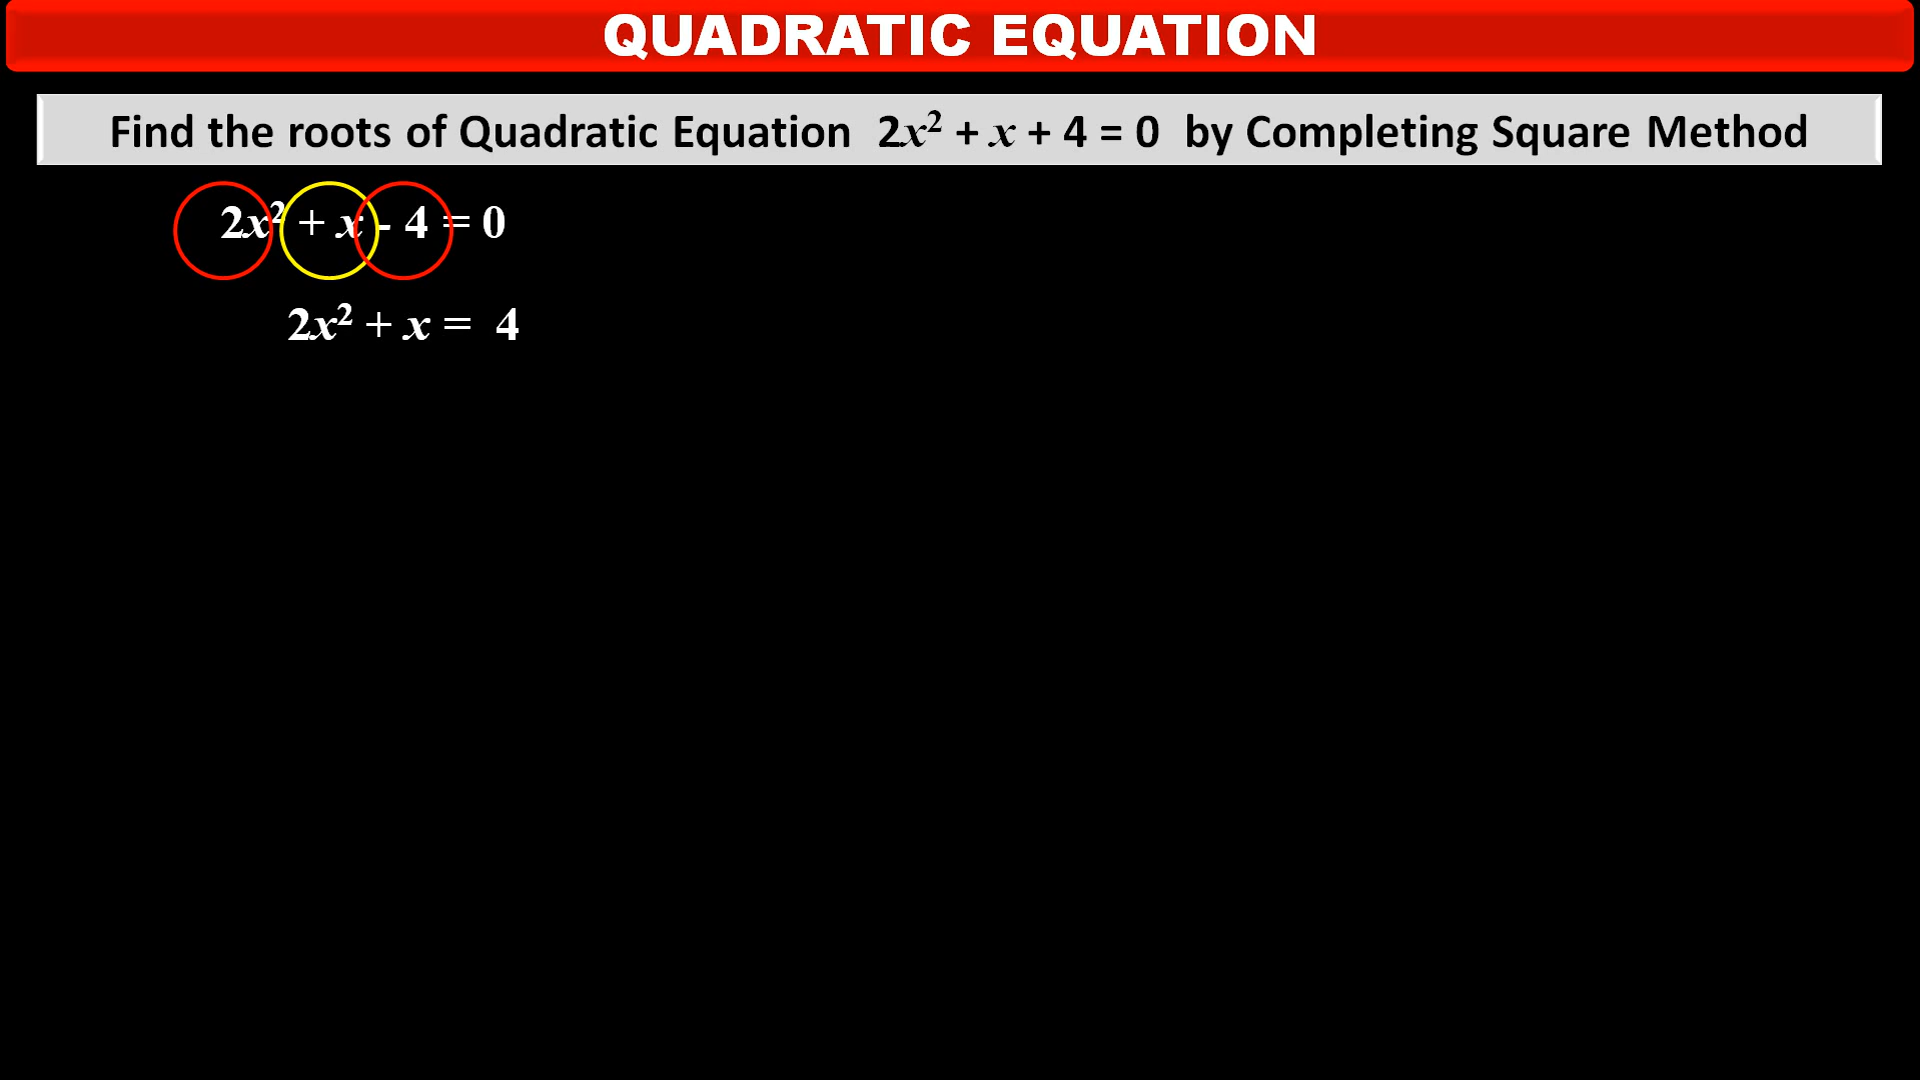 QUADRATIC EQUATION
Find the roots of Quadratic Equation 2x² + x + 4 = 0 by Completing Square Method
2x² + x - 4 = 0
2x² + x = 4